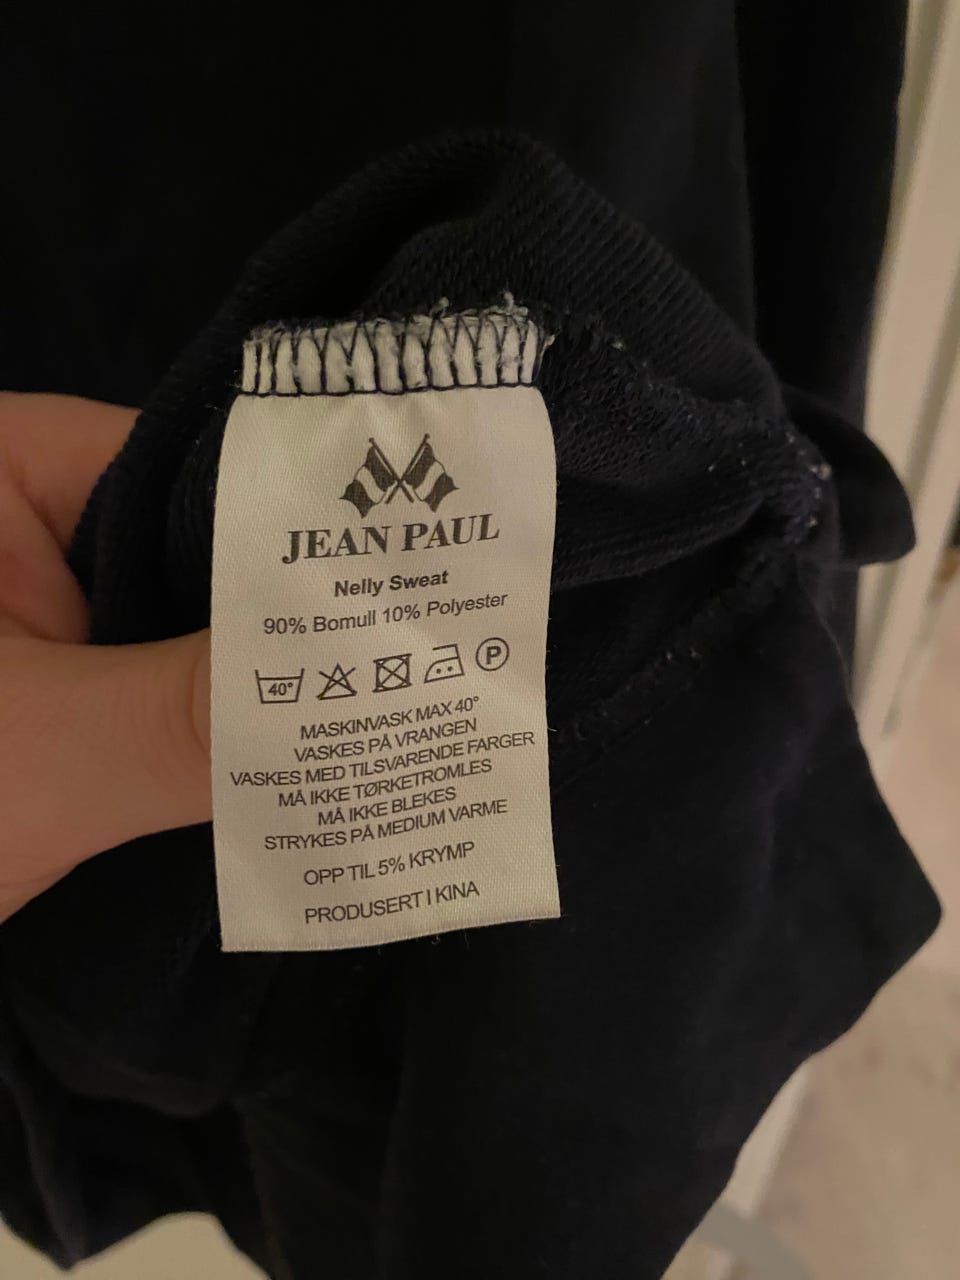 JEAN PAUL
Nelly Sweat
90% Bomull 10% Polyester
40° P
MASKINVASK MAX 40°
VASKES PÅ VRANGEN
VASKES MED TILSVARENDE FARGER
MÅ IKKE TØRKETROMLES
MÅ IKKE BLEKES
STRYKES PÅ MEDIUM VARME
OPP TIL 5% KRYMP
PRODUSERT I KINA